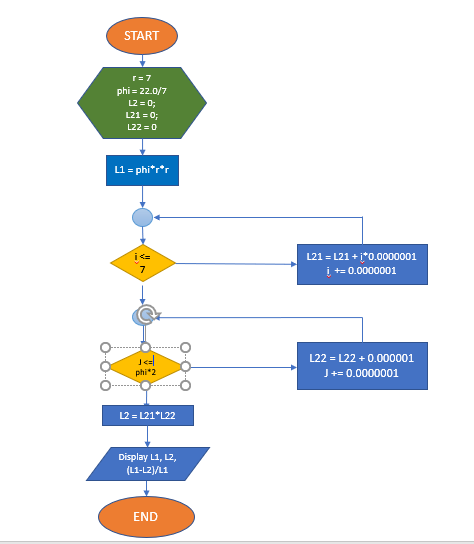 START
r = 7
phi = 22.0/7
L2 = 0;
L21 = 0;
L22 = 0
L1 = phi*r*r
i <=
7
L21 = L21 + i*0.0000001
i += 0.0000001
J <=
phi*2
L22 = L22 + 0.000001
J += 0.0000001
L2 = L21*L22
Display L1, L2,
(L1-L2)/L1
END